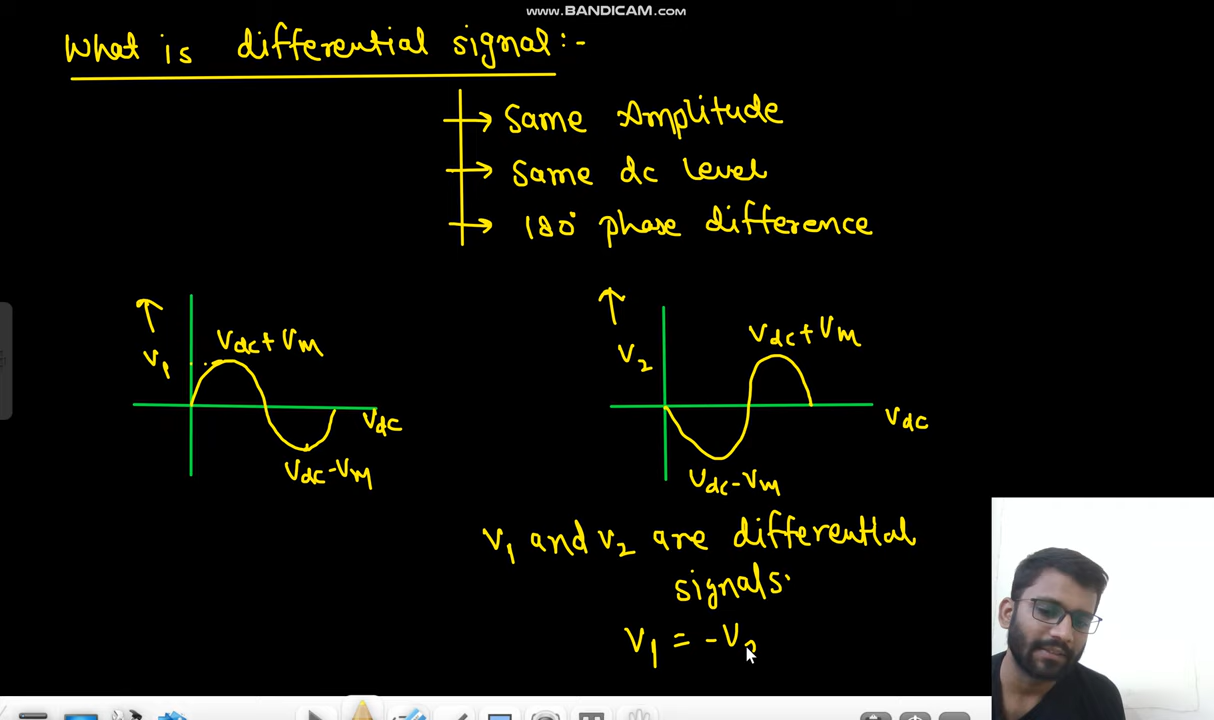 WWW.BANDICAM.COM
What is differential signal:-
→ Same Amplitude
→ Same dc level
→ 180° phase difference
V1
Vdc+Vm
Vdc
Vdc-Vm
V2
Vdc+Vm
Vdc
Vdc-Vm
V1 and V2 are differential
signals.
V1 = -V2